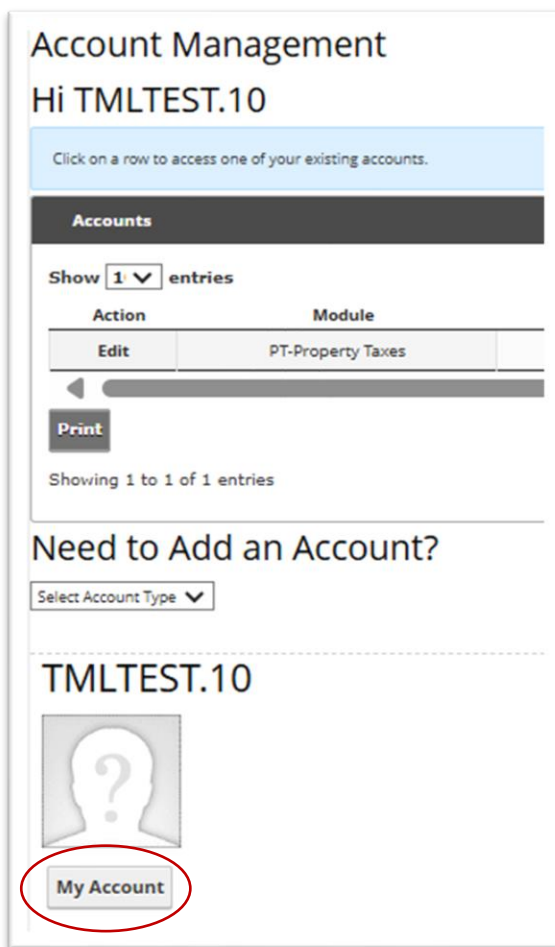 Account Management
Hi TMLTEST.10
Click on a row to access one of your existing accounts.
Accounts
Show 1 entries
Action Module
Edit PT-Property Taxes
Print
Showing 1 to 1 of 1 entries
Need to Add an Account?
Select Account Type
TMLTEST.10
?
My Account